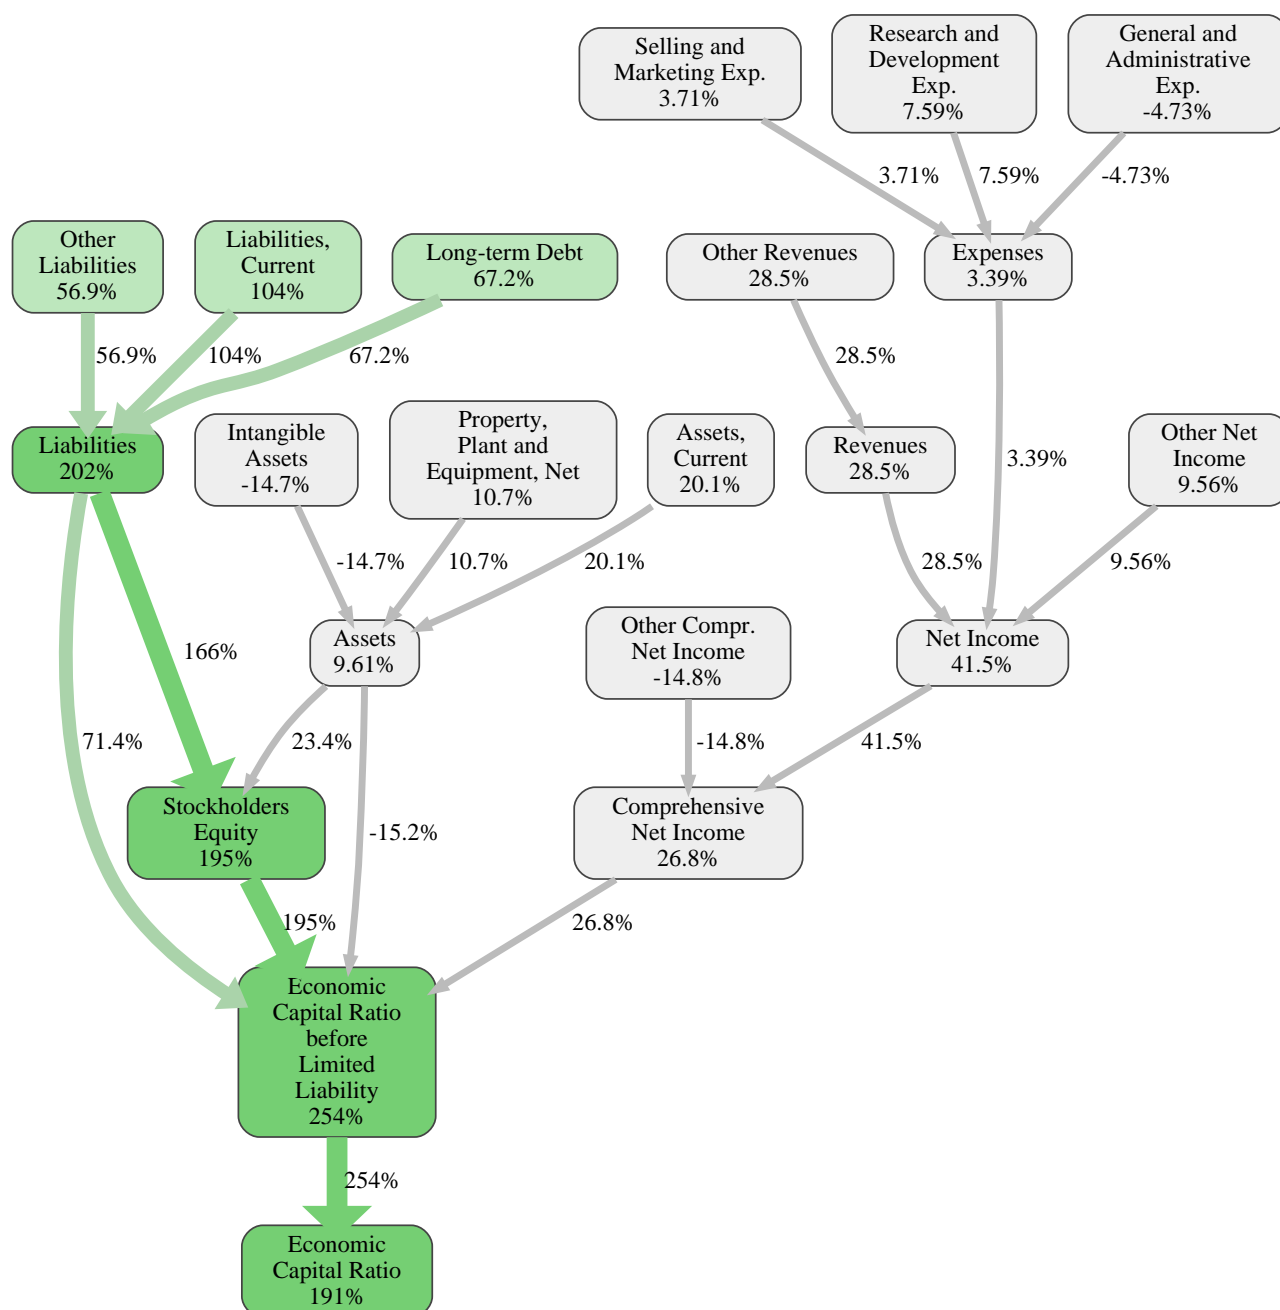 Selling and
Marketing Exp.
3.71%
Research and
Development
Exp.
7.59%
General and
Administrative
Exp.
-4.73%
3.71%
7.59%
-4.73%
Other
Liabilities
56.9%
Liabilities,
Current
104%
Long-term Debt
67.2%
Other Revenues
28.5%
Expenses
3.39%
56.9%
104%
67.2%
28.5%
Liabilities
202%
Intangible
Assets
-14.7%
Property,
Plant and
Equipment, Net
10.7%
Assets,
Current
20.1%
Revenues
28.5%
3.39%
Other Net
Income
9.56%
-14.7%
10.7%
20.1%
28.5%
9.56%
166%
Assets
9.61%
Other Compr.
Net Income
-14.8%
Net Income
41.5%
71.4%
23.4%
-14.8%
41.5%
Stockholders
Equity
195%
-15.2%
Comprehensive
Net Income
26.8%
195%
26.8%
Economic
Capital Ratio
before
Limited
Liability
254%
254%
Economic
Capital Ratio
191%